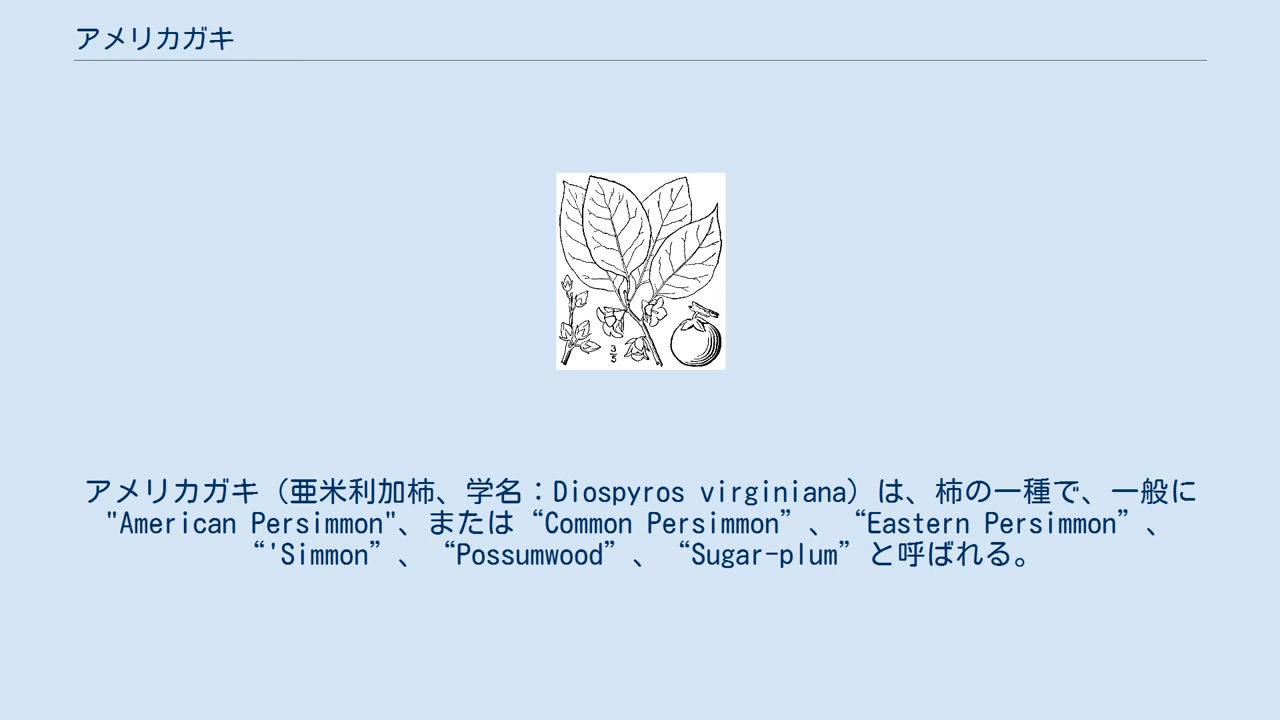 アメリカガキ
3
5
アメリカガキ（亜米利加柿、学名：Diospyros virginiana）は、柿の一種で、一般に
"American Persimmon"、または“Common Persimmon”、“Eastern Persimmon”、
“'Simmon”、“Possumwood”、“Sugar-plum”と呼ばれる。